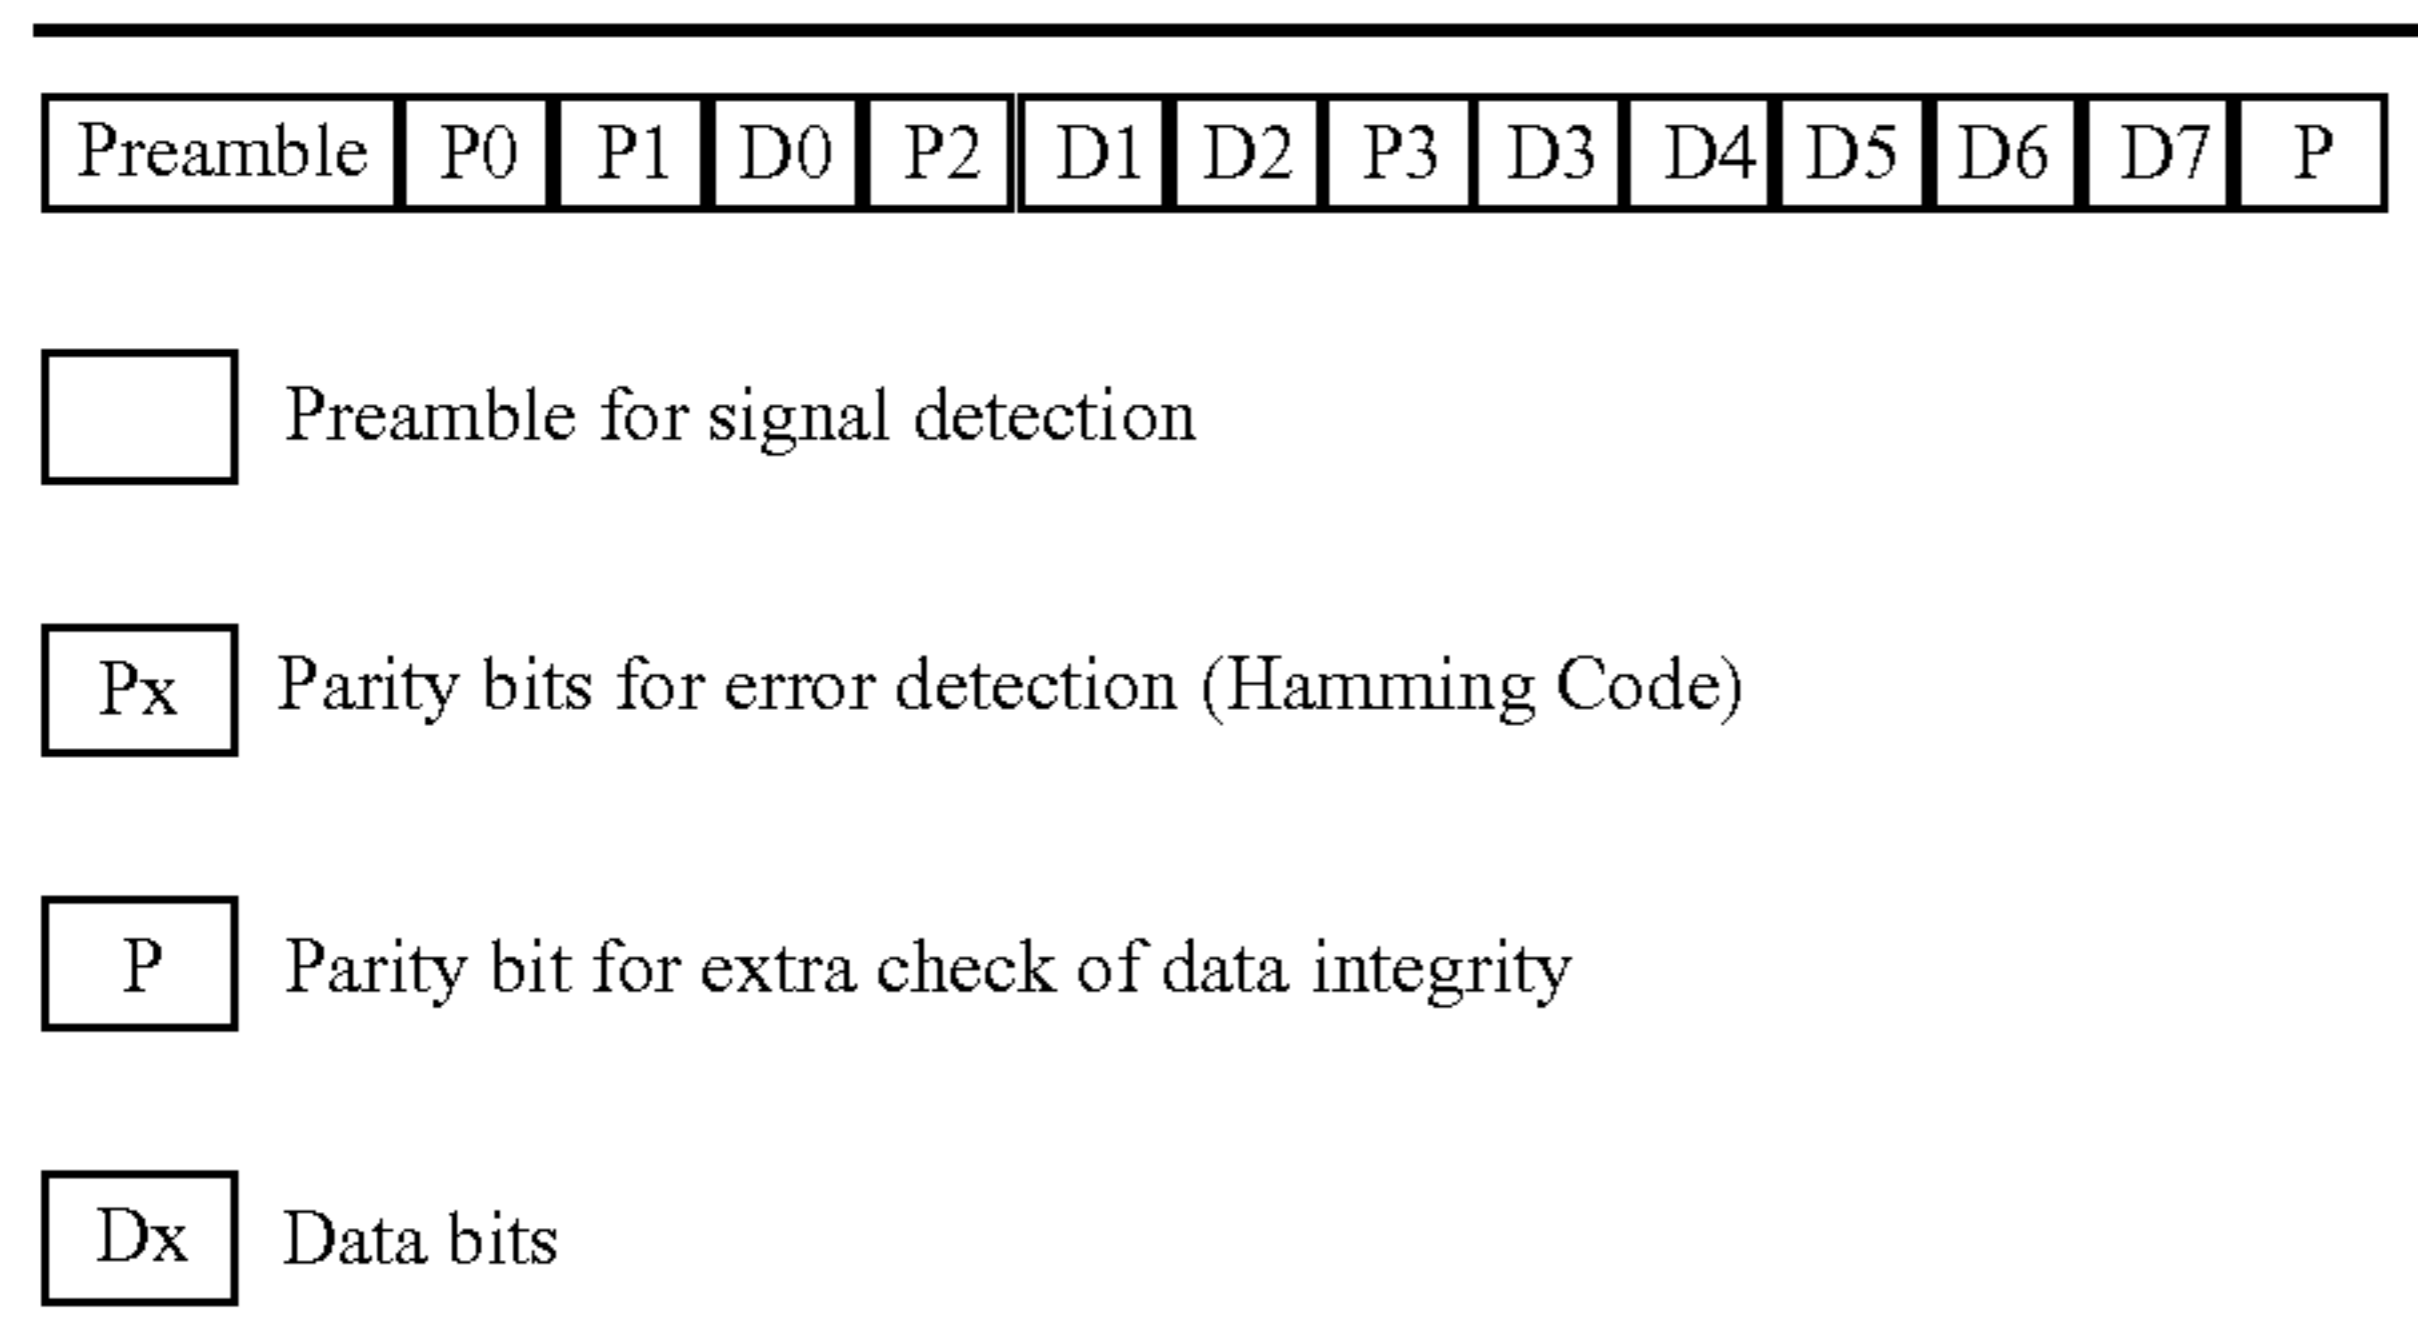 Preamble P0 P1 D0 P2 D1 D2 P3 D3 D4 D5 D6 D7 P
Preamble for signal detection
Px Parity bits for error detection (Hamming Code)
P Parity bit for extra check of data integrity
Dx Data bits